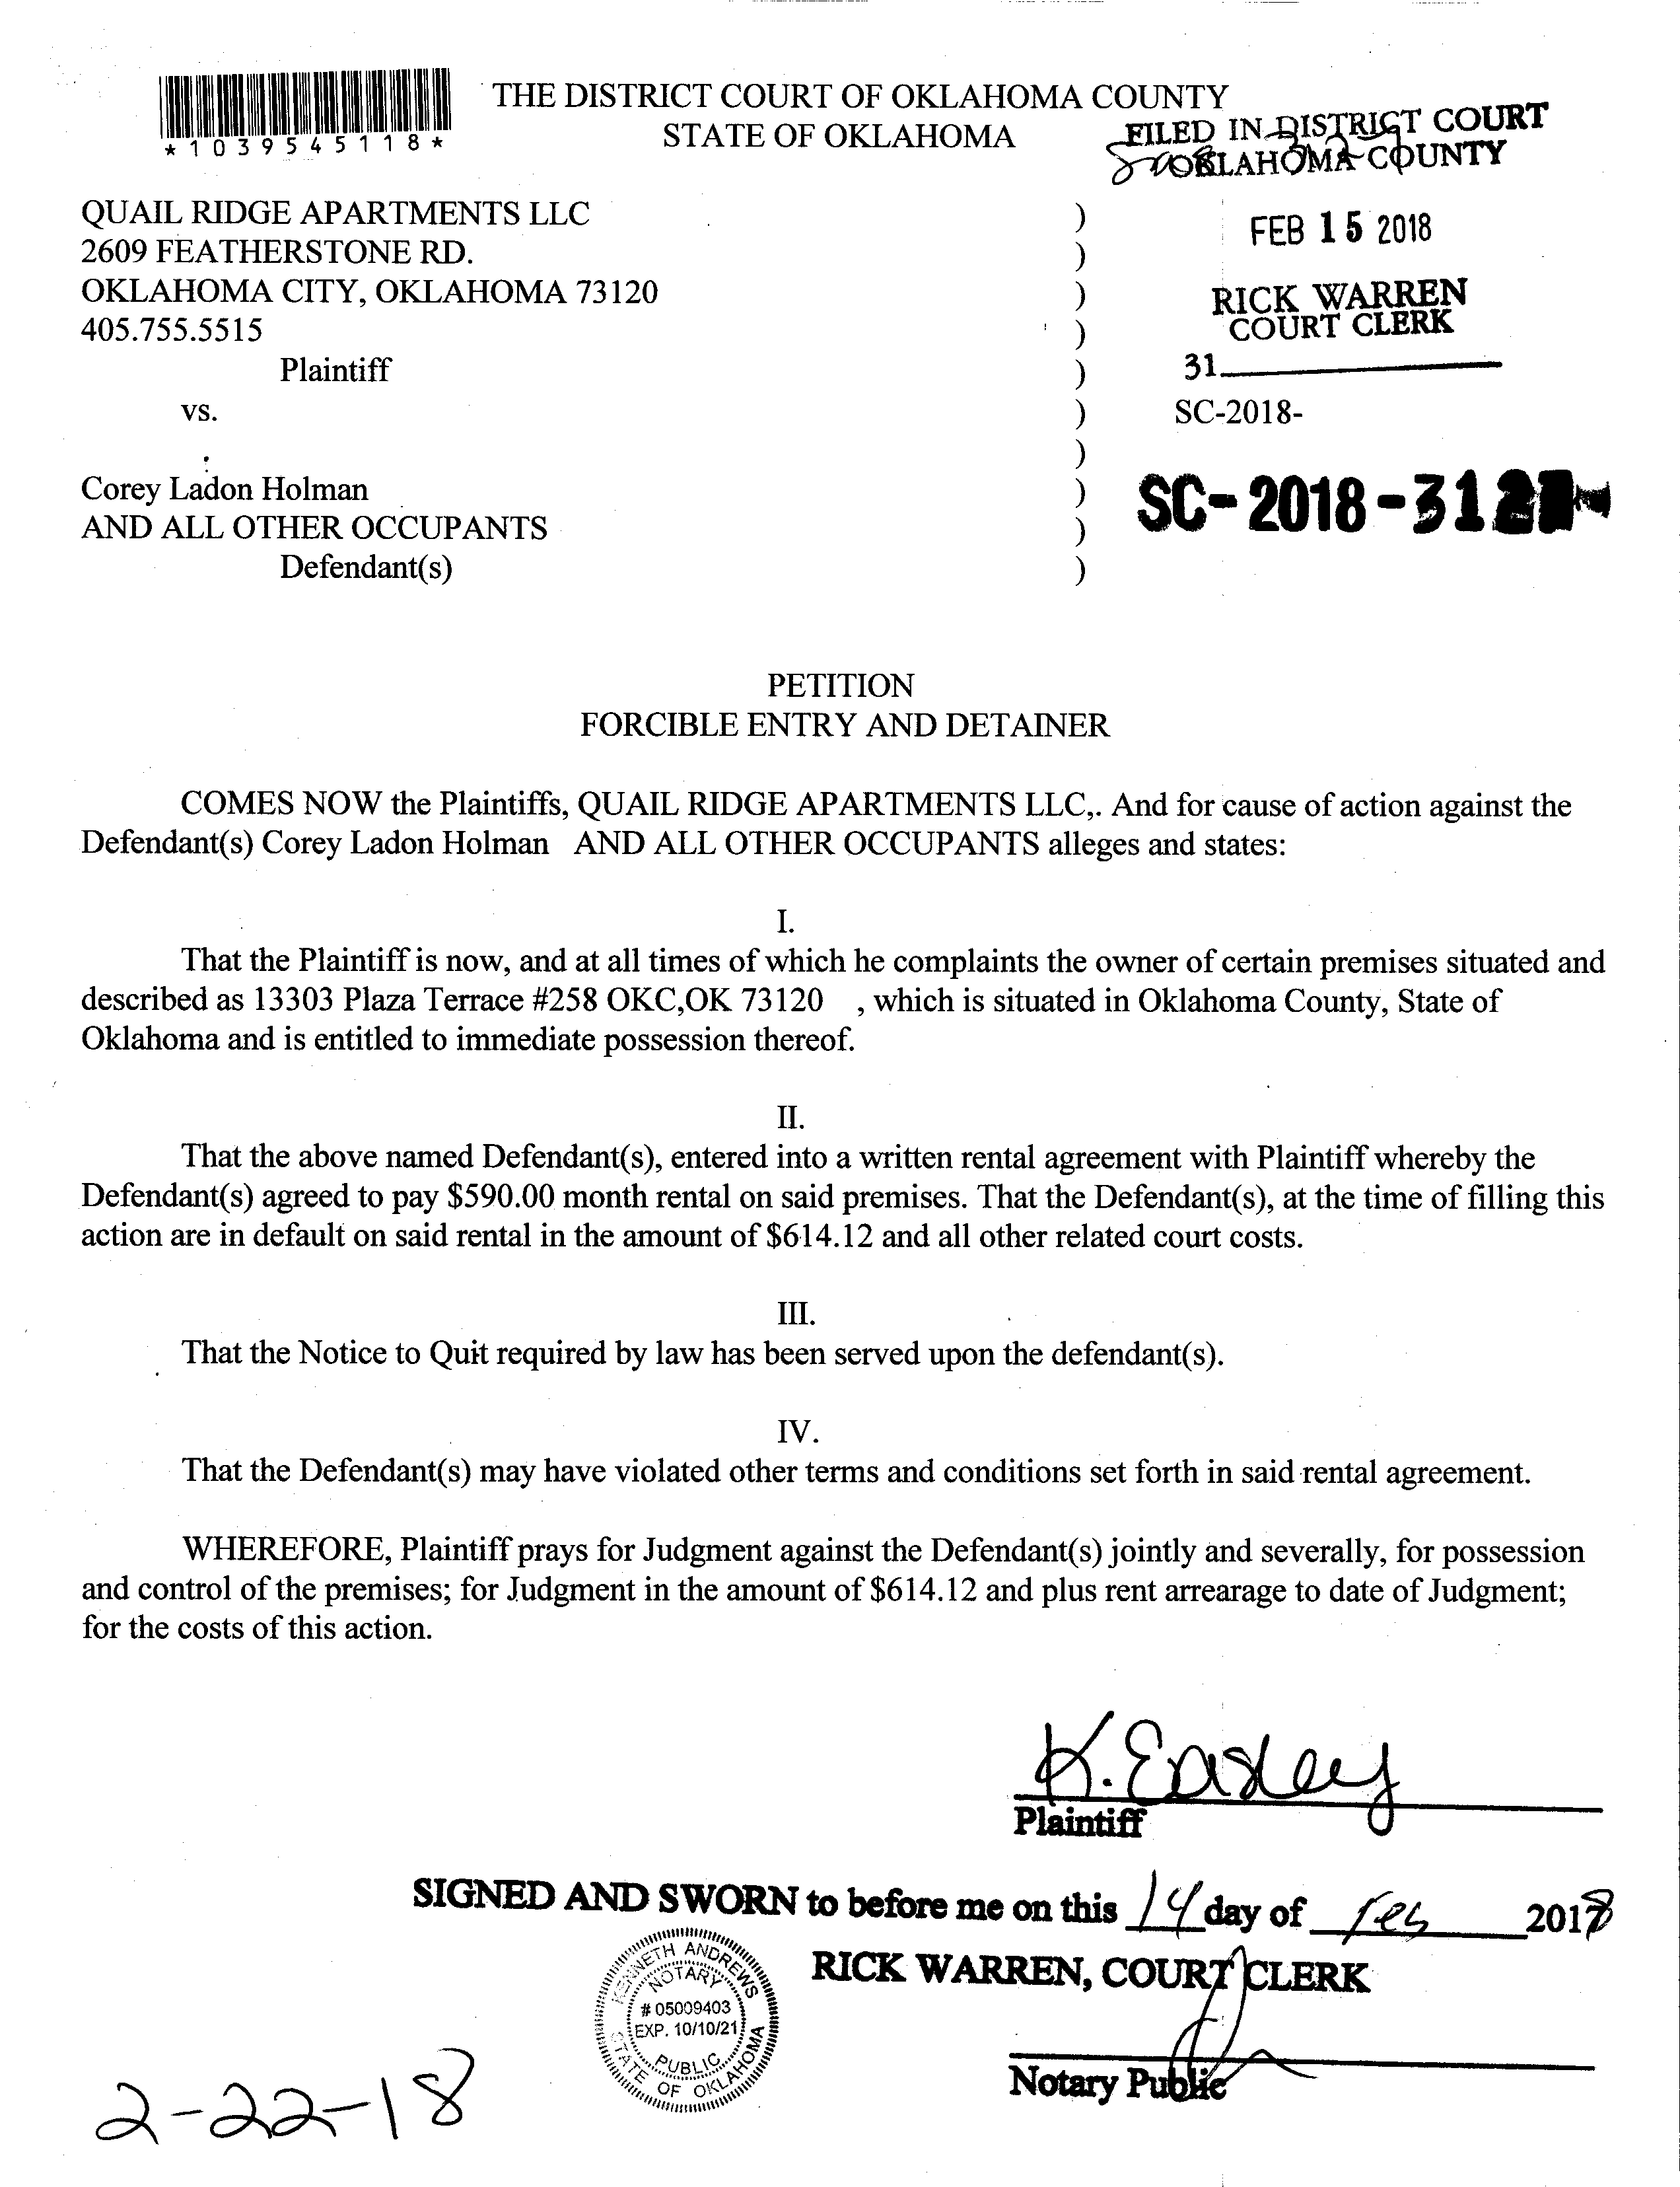 *1039545118*
THE DISTRICT COURT OF OKLAHOMA COUNTY
STATE OF OKLAHOMA
FILED IN DISTRICT COURT
OKLAHOMA COUNTY
QUAIL RIDGE APARTMENTS LLC
2609 FEATHERSTONE RD.
OKLAHOMA CITY, OKLAHOMA 73120
405.755.5515
Plaintiff
vs.
FEB 15 2018
RICK WARREN
COURT CLERK
31
SC-2018-
SC-2018-312
Corey Ladon Holman
AND ALL OTHER OCCUPANTS
Defendant(s)
)
)
)
)
)
)
)
)
)
)
PETITION
FORCIBLE ENTRY AND DETAINER
COMES NOW the Plaintiffs, QUAIL RIDGE APARTMENTS LLC,. And for cause of action against the
Defendant(s) Corey Ladon Holman AND ALL OTHER OCCUPANTS alleges and states:
I.
That the Plaintiff is now, and at all times of which he complaints the owner of certain premises situated and
described as 13303 Plaza Terrace #258 OKC,OK 73120 , which is situated in Oklahoma County, State of
Oklahoma and is entitled to immediate possession thereof.
II.
That the above named Defendant(s), entered into a written rental agreement with Plaintiff whereby the
Defendant(s) agreed to pay $590.00 month rental on said premises. That the Defendant(s), at the time of filling this
action are in default on said rental in the amount of $614.12 and all other related court costs.
III.
That the Notice to Quit required by law has been served upon the defendant(s).
IV.
That the Defendant(s) may have violated other terms and conditions set forth in said rental agreement.
WHEREFORE, Plaintiff prays for Judgment against the Defendant(s) jointly and severally, for possession
and control of the premises; for Judgment in the amount of $614.12 and plus rent arrearage to date of Judgment;
for the costs of this action.
K. Easley
Plaintiff
SIGNED AND SWORN to before me on this 14 day of Feb 2018
RICK WARREN, COURT CLERK
KENNETH ANDREWS
NOTARY
# 05009403
EXP. 10/10/21
PUBLIC
STATE OF OKLAHOMA
Notary Public
2-22-18